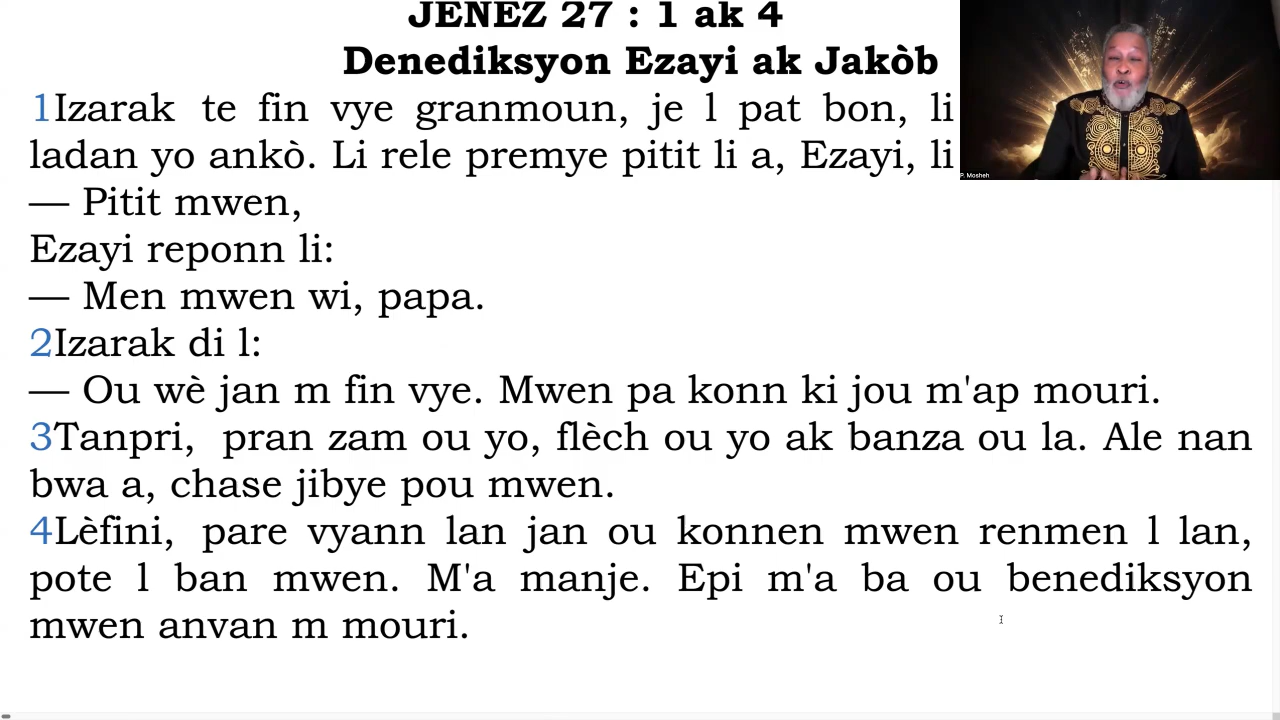 JENEZ 27 : 1 ak 4
Denediksyon Ezayi ak Jakòb
1Izarak te fin vye granmoun, je l pat bon, li
ladan yo ankò. Li rele premye pitit li a, Ezayi, li
— Pitit mwen,
Ezayi reponn li:
— Men mwen wi, papa.
2Izarak di l:
— Ou wè jan m fin vye. Mwen pa konn ki jou m'ap mouri.
3Tanpri, pran zam ou yo, flèch ou yo ak banza ou la. Ale nan
bwa a, chase jibye pou mwen.
4Lèfini, pare vyann lan jan ou konnen mwen renmen l lan,
pote l ban mwen. M'a manje. Epi m'a ba ou benediksyon
mwen anvan m mouri.
P. Mosheh